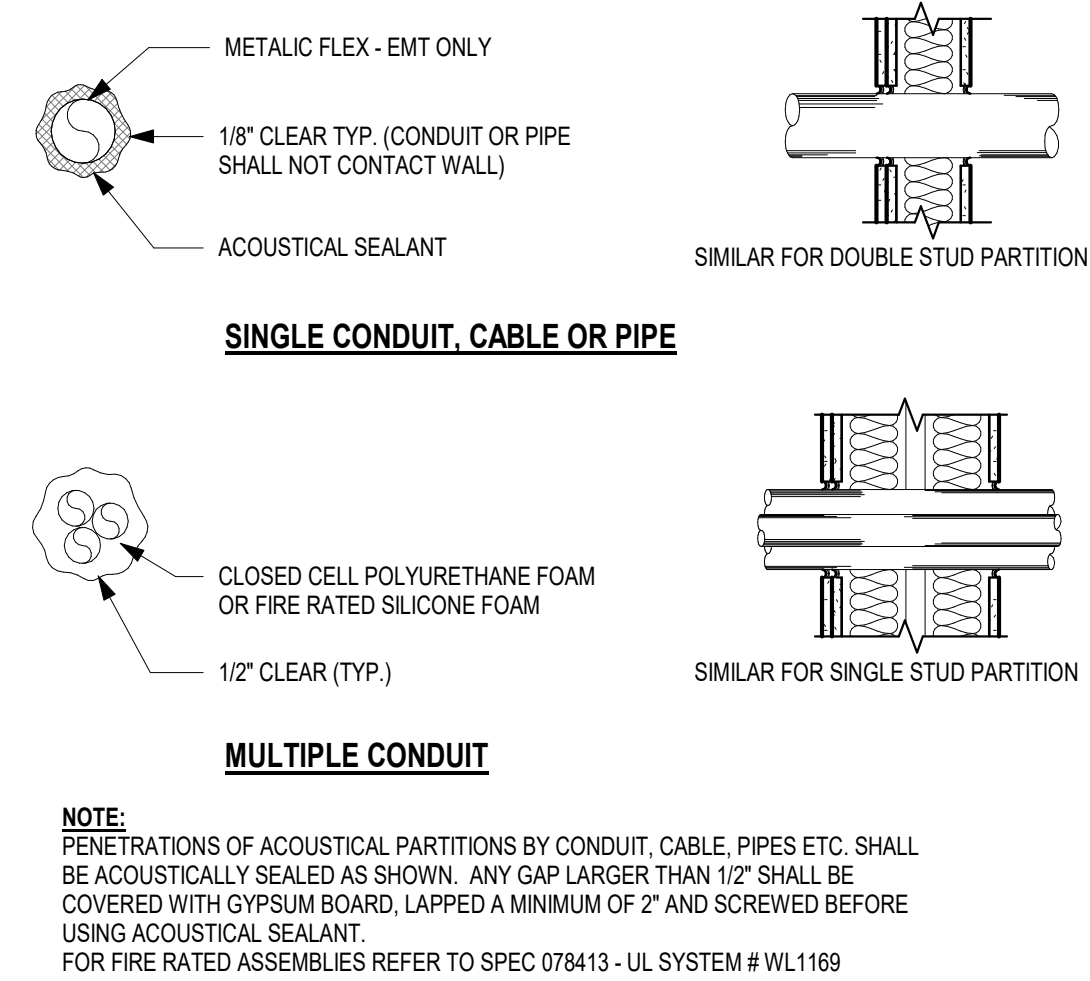 METALIC FLEX - EMT ONLY
1/8" CLEAR TYP. (CONDUIT OR PIPE
SHALL NOT CONTACT WALL)
ACOUSTICAL SEALANT
SIMILAR FOR DOUBLE STUD PARTITION
SINGLE CONDUIT, CABLE OR PIPE
CLOSED CELL POLYURETHANE FOAM
OR FIRE RATED SILICONE FOAM
1/2" CLEAR (TYP.)
SIMILAR FOR SINGLE STUD PARTITION
MULTIPLE CONDUIT
NOTE:
PENETRATIONS OF ACOUSTICAL PARTITIONS BY CONDUIT, CABLE, PIPES ETC. SHALL
BE ACOUSTICALLY SEALED AS SHOWN. ANY GAP LARGER THAN 1/2" SHALL BE
COVERED WITH GYPSUM BOARD, LAPPED A MINIMUM OF 2" AND SCREWED BEFORE
USING ACOUSTICAL SEALANT.
FOR FIRE RATED ASSEMBLIES REFER TO SPEC 078413 - UL SYSTEM # WL1169